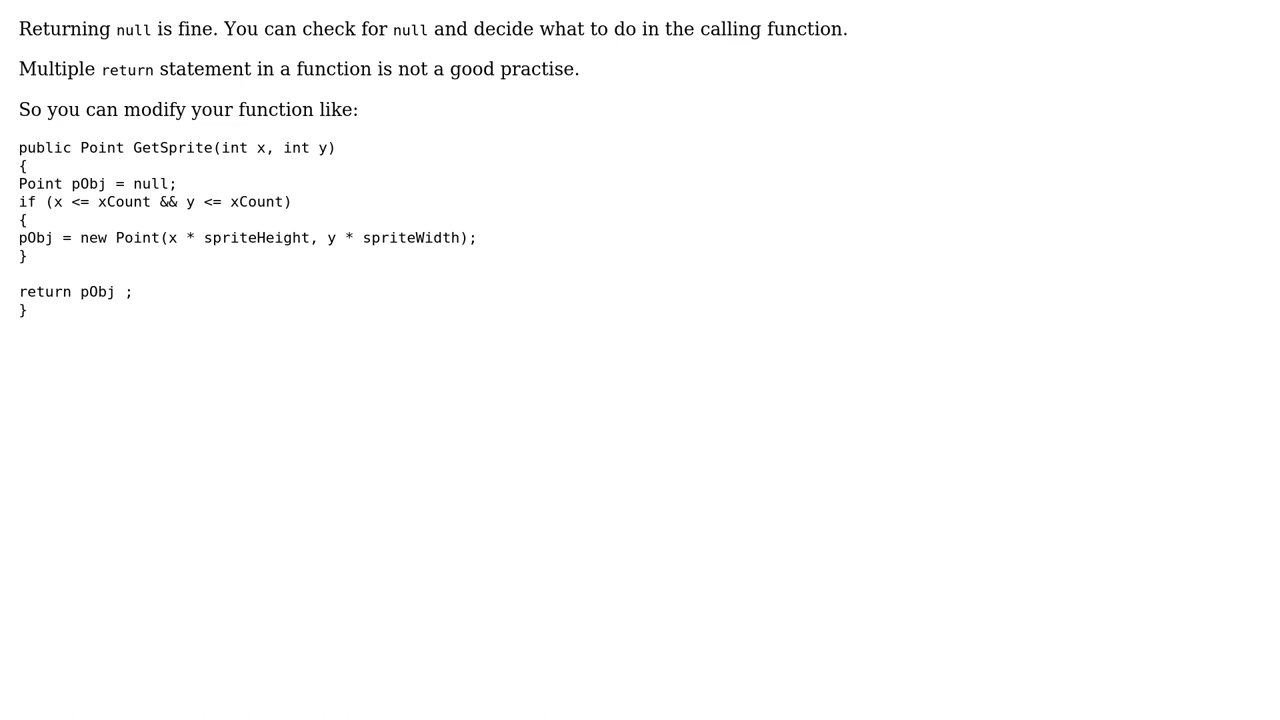 Returning null is fine. You can check for null and decide what to do in the calling function.
Multiple return statement in a function is not a good practise.
So you can modify your function like:
public Point GetSprite(int x, int y)
{
Point pObj = null;
if (x <= xCount && y <= xCount)
{
pObj = new Point(x * spriteHeight, y * spriteWidth);
}
return pObj ;
}